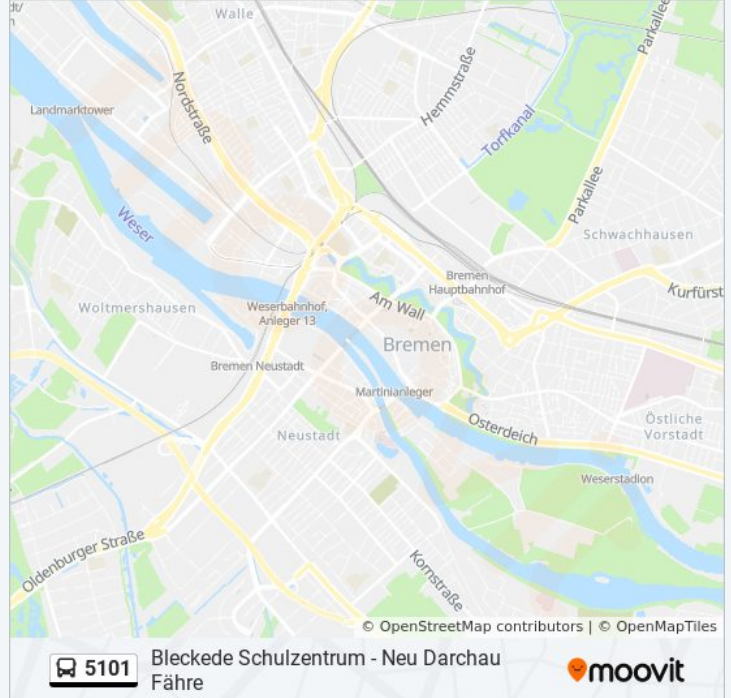 Walle
Parkallee
Hemmstraße
Nordstraße
Landmarktower
Torfkanal
Parkallee
Weser
Schwachhausen
Bremen
Hauptbahnhof
Kurfürst
Woltmershausen
Weserbahnhof,
Anleger 13
Am Wall
Bremen
Bremen Neustadt
Martinianleger
Osterdeich
Östliche
Vorstadt
Neustadt
Weserstadion
Oldenburger Straße
Kornstraße
© OpenStreetMap contributors | © OpenMapTiles
5101
Bleckede Schulzentrum - Neu Darchau
Fähre
moovit